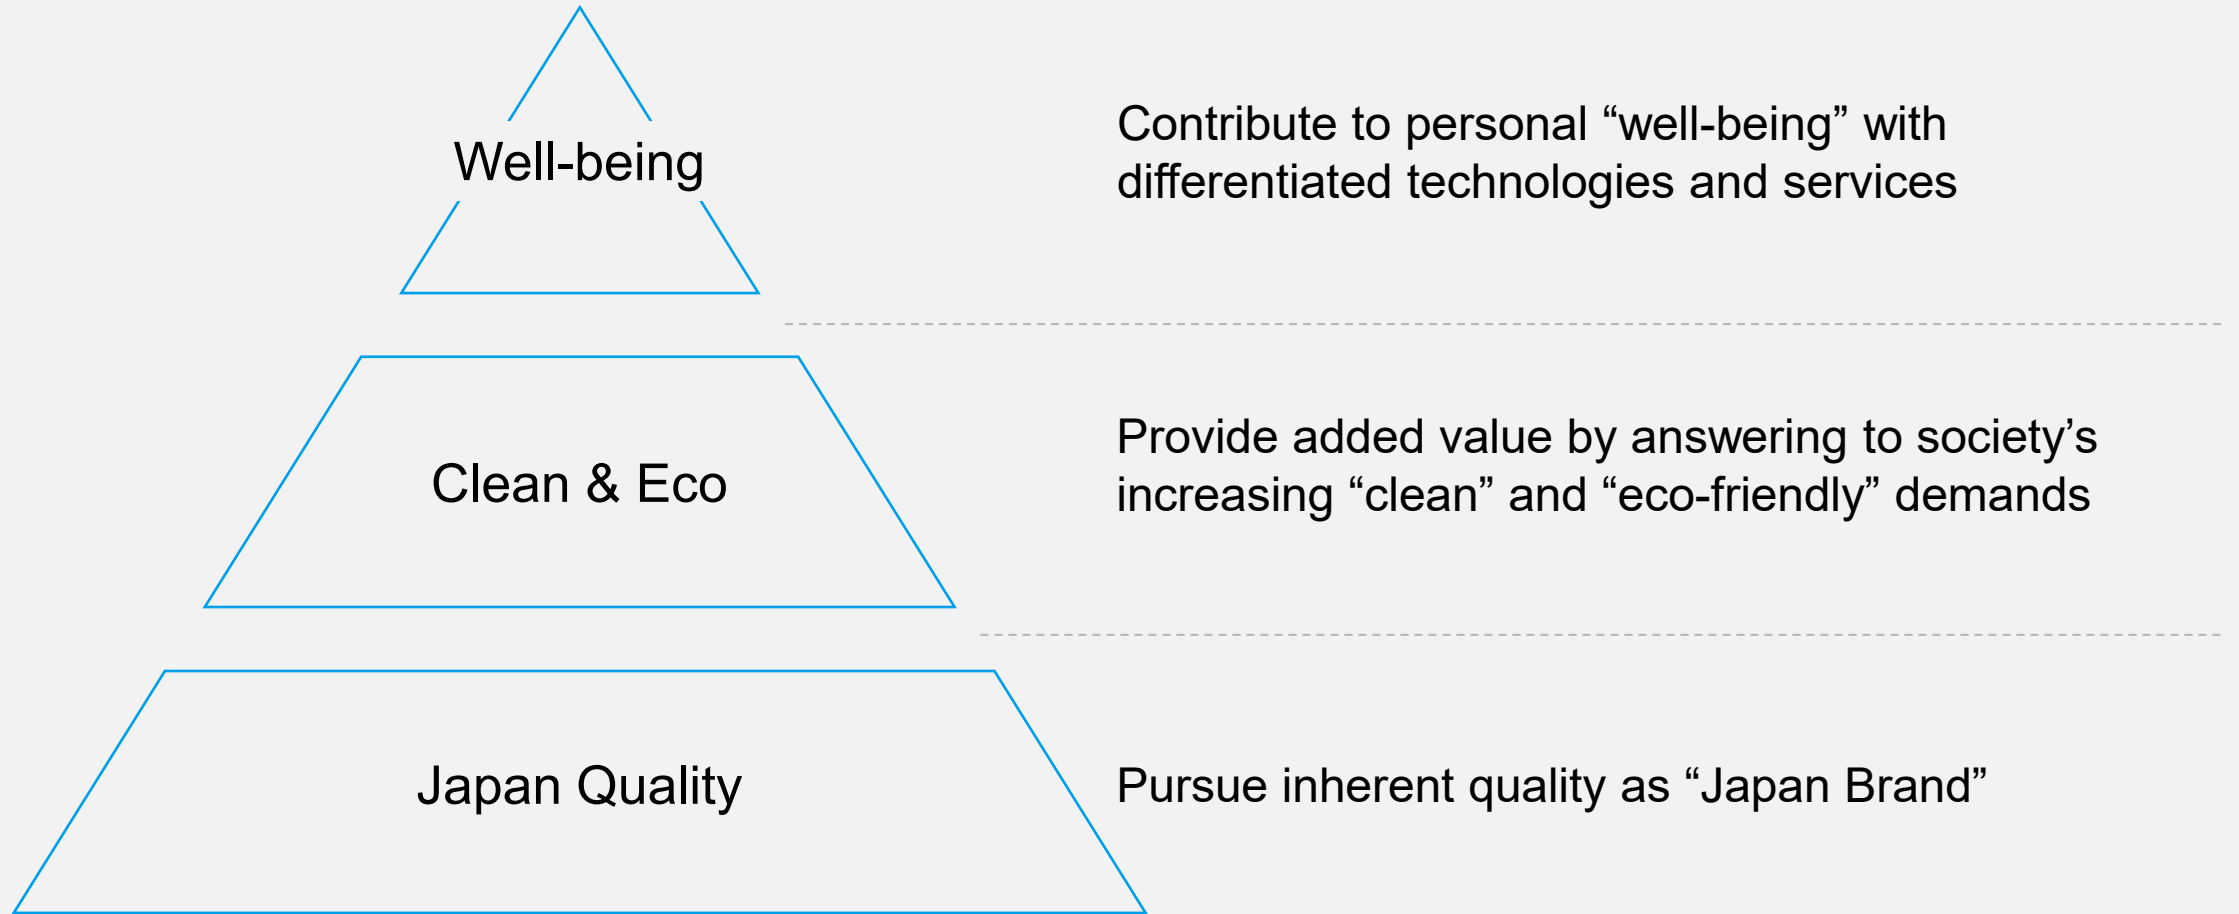 Well-being
Contribute to personal “well-being” with
differentiated technologies and services
Clean & Eco
Provide added value by answering to society’s
increasing “clean” and “eco-friendly” demands
Japan Quality
Pursue inherent quality as “Japan Brand”